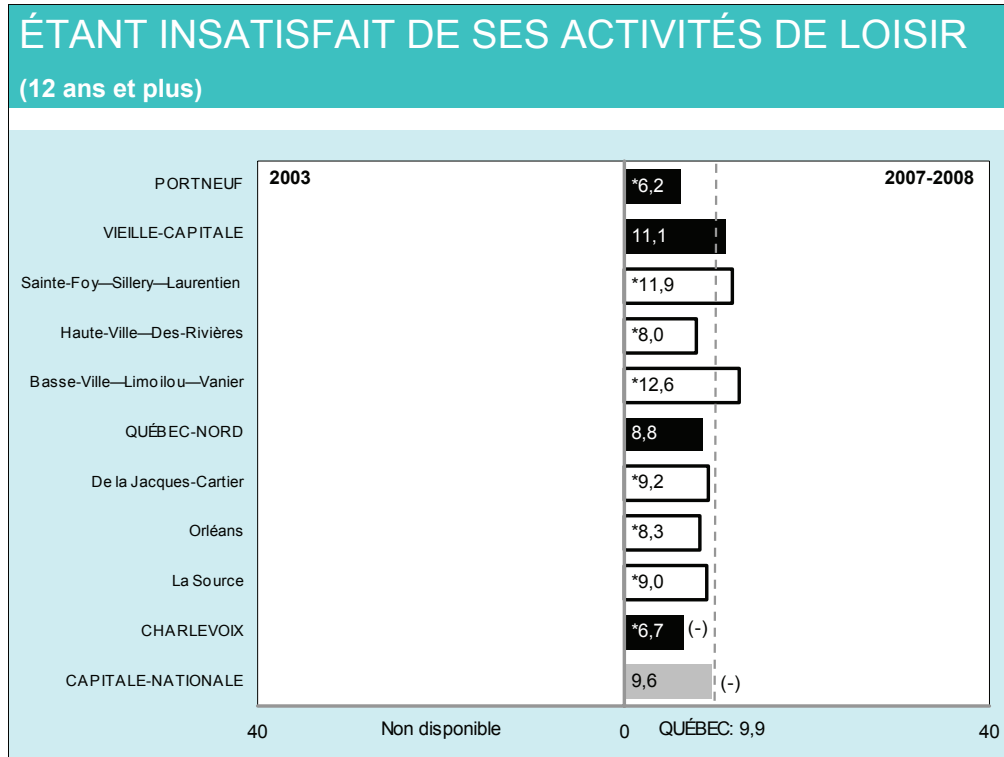 ÉTANT INSATISFAIT DE SES ACTIVITÉS DE LOISIR
(12 ans et plus)
2003 2007-2008
PORTNEUF *6,2
VIEILLE-CAPITALE 11,1
Sainte-Foy—Sillery—Laurentien *11,9
Haute-Ville—Des-Rivières *8,0
Basse-Ville—Limoilou—Vanier *12,6
QUÉBEC-NORD 8,8
De la Jacques-Cartier *9,2
Orléans *8,3
La Source *9,0
CHARLEVOIX *6,7 (-)
CAPITALE-NATIONALE 9,6 (-)
40 Non disponible 0 QUÉBEC: 9,9 40